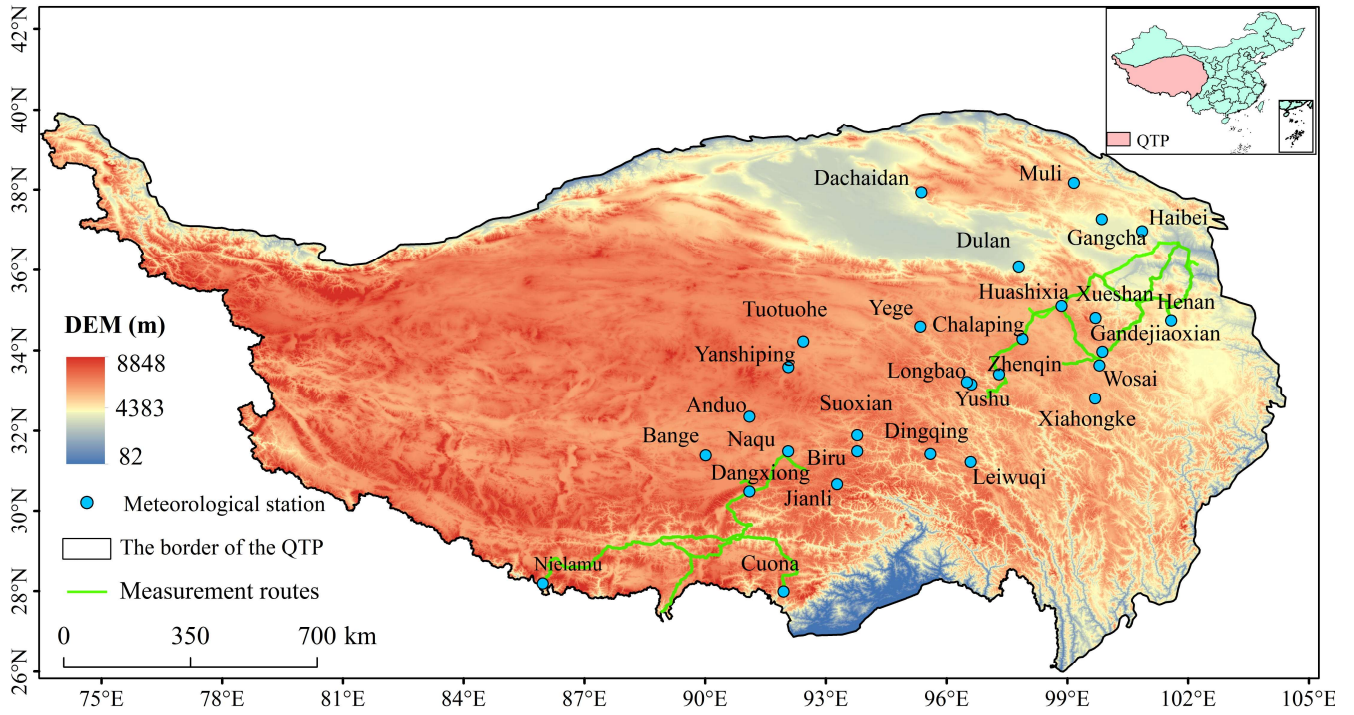 42°N
40°N
38°N
36°N
34°N
32°N
30°N
28°N
26°N
QTP
Dachaidan
Muli
Haibei
Gangcha
Dulan
Huashixia
Xueshan
Henan
Tuotuohe
Yege
Chalaping
Gandejiaoxian
Yanshiping
Longbao
Zhenqin
Wosai
Yushu
Anduo
Suoxian
Xiahongke
Bange
Naqu
Dingqing
Dangxiong
Biru
Leiwuqi
Jianli
Nielamu
Cuona
DEM (m)
8848
4383
82
Meteorological station
The border of the QTP
Measurement routes
0 350 700 km
75°E 78°E 81°E 84°E 87°E 90°E 93°E 96°E 99°E 102°E 105°E